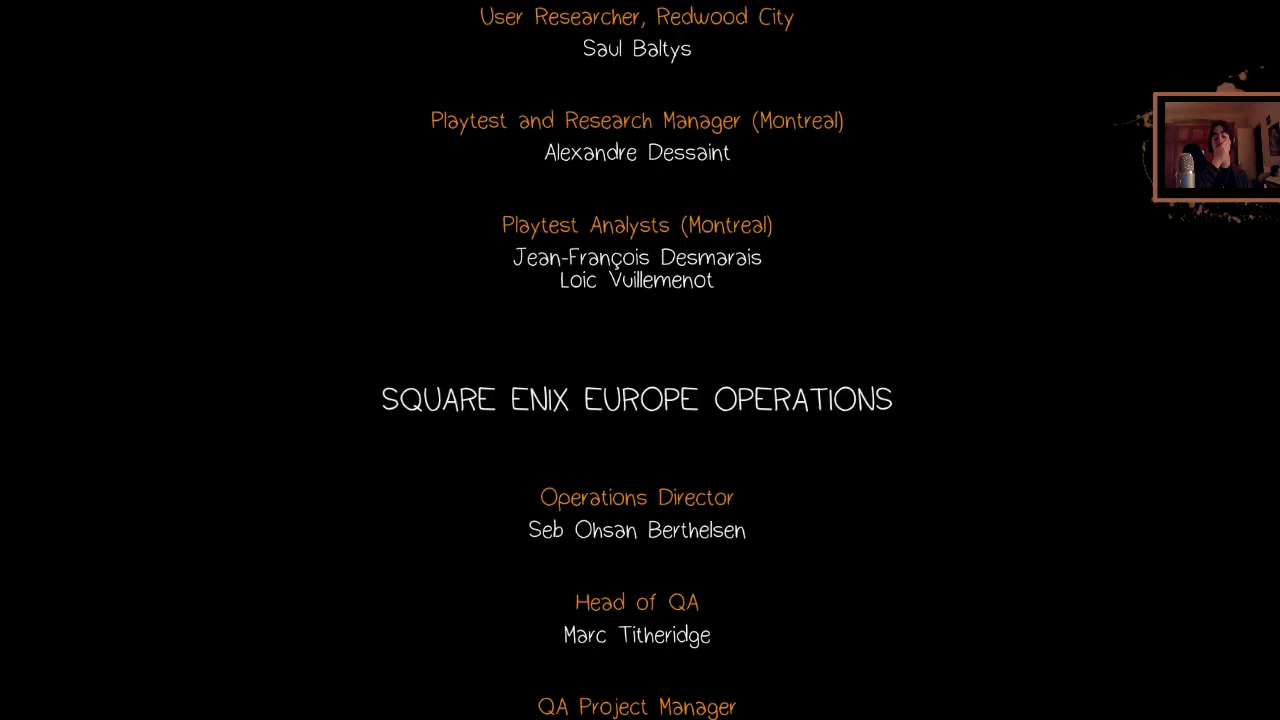 User Researcher, Redwood City
Saul Baltys
Playtest and Research Manager (Montreal)
Alexandre Dessaint
Playtest Analysts (Montreal)
Jean-François Desmarais
Loic Vuillemenot
SQUARE ENIX EUROPE OPERATIONS
Operations Director
Seb Ohsan Berthelsen
Head of QA
Marc Titheridge
QA Project Manager